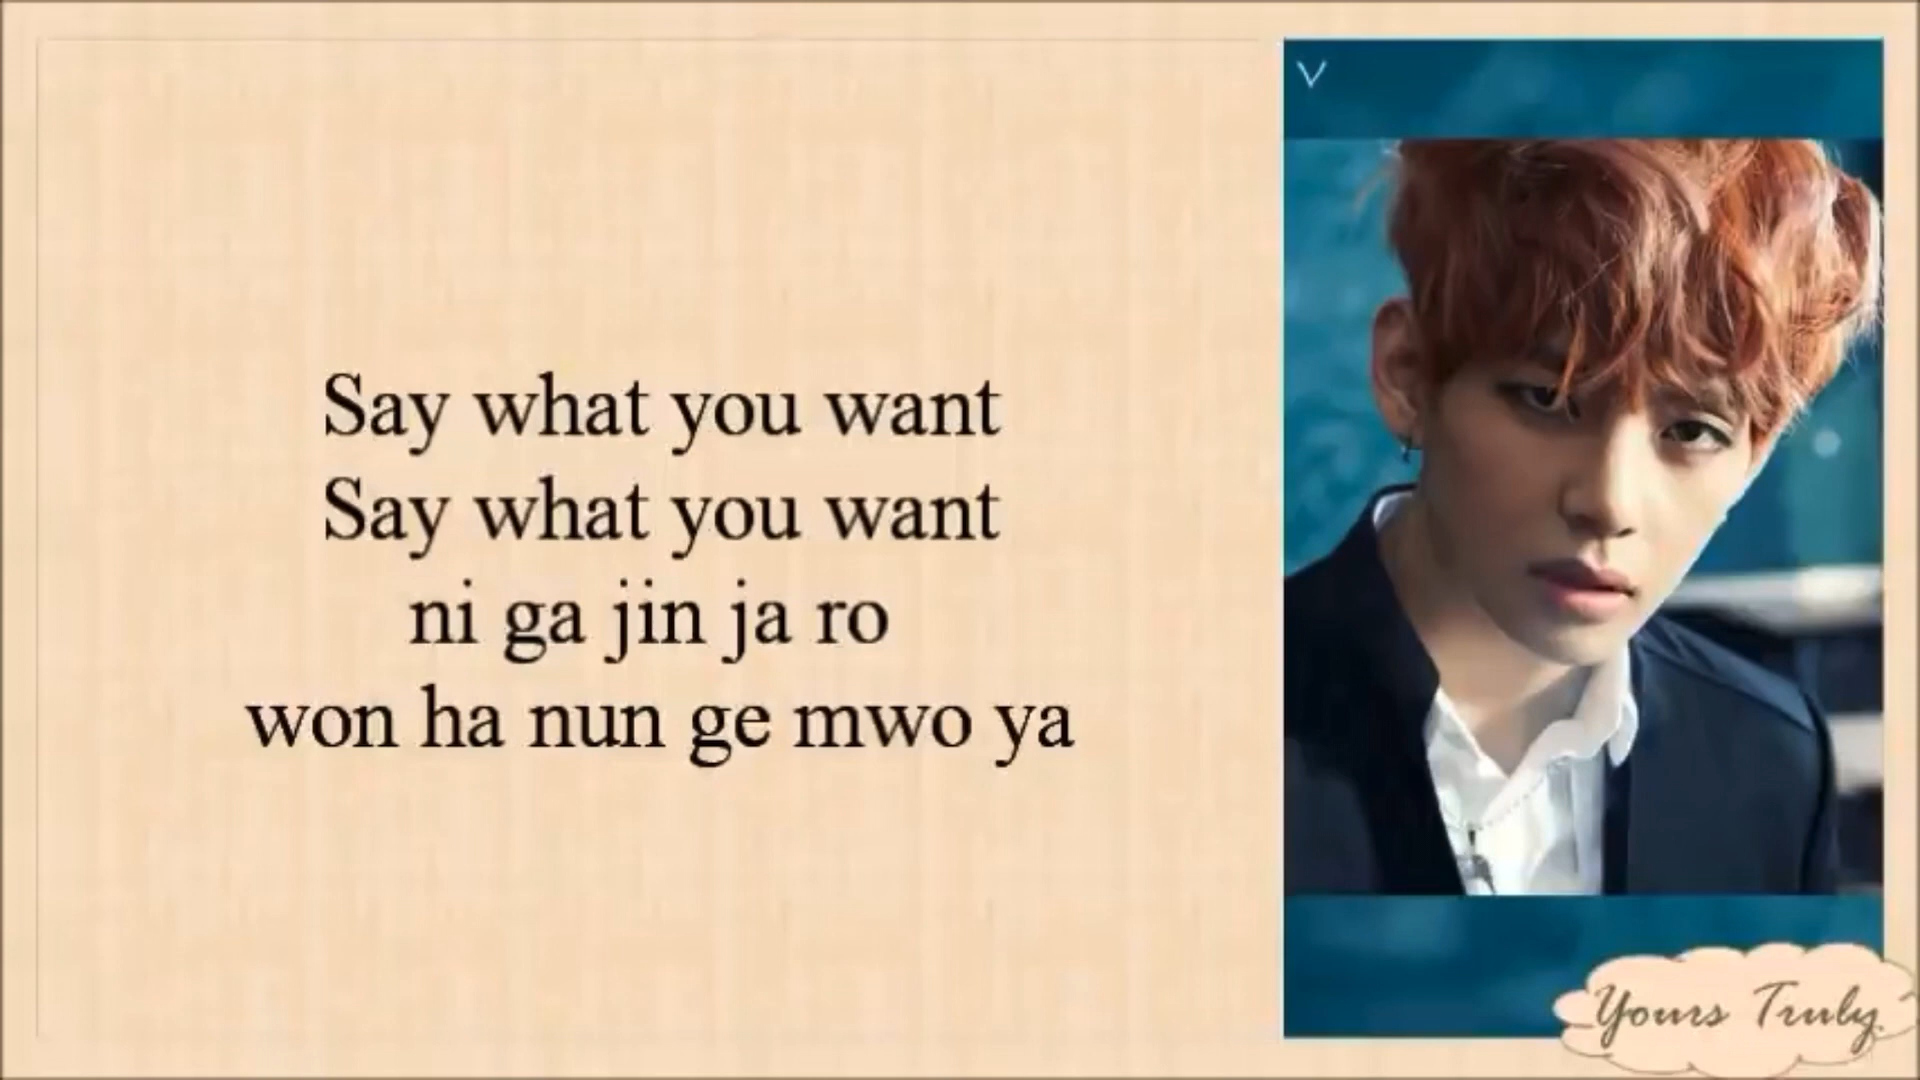 V
Say what you want
Say what you want
ni ga jin ja ro
won ha nun ge mwo ya
Yours Truly